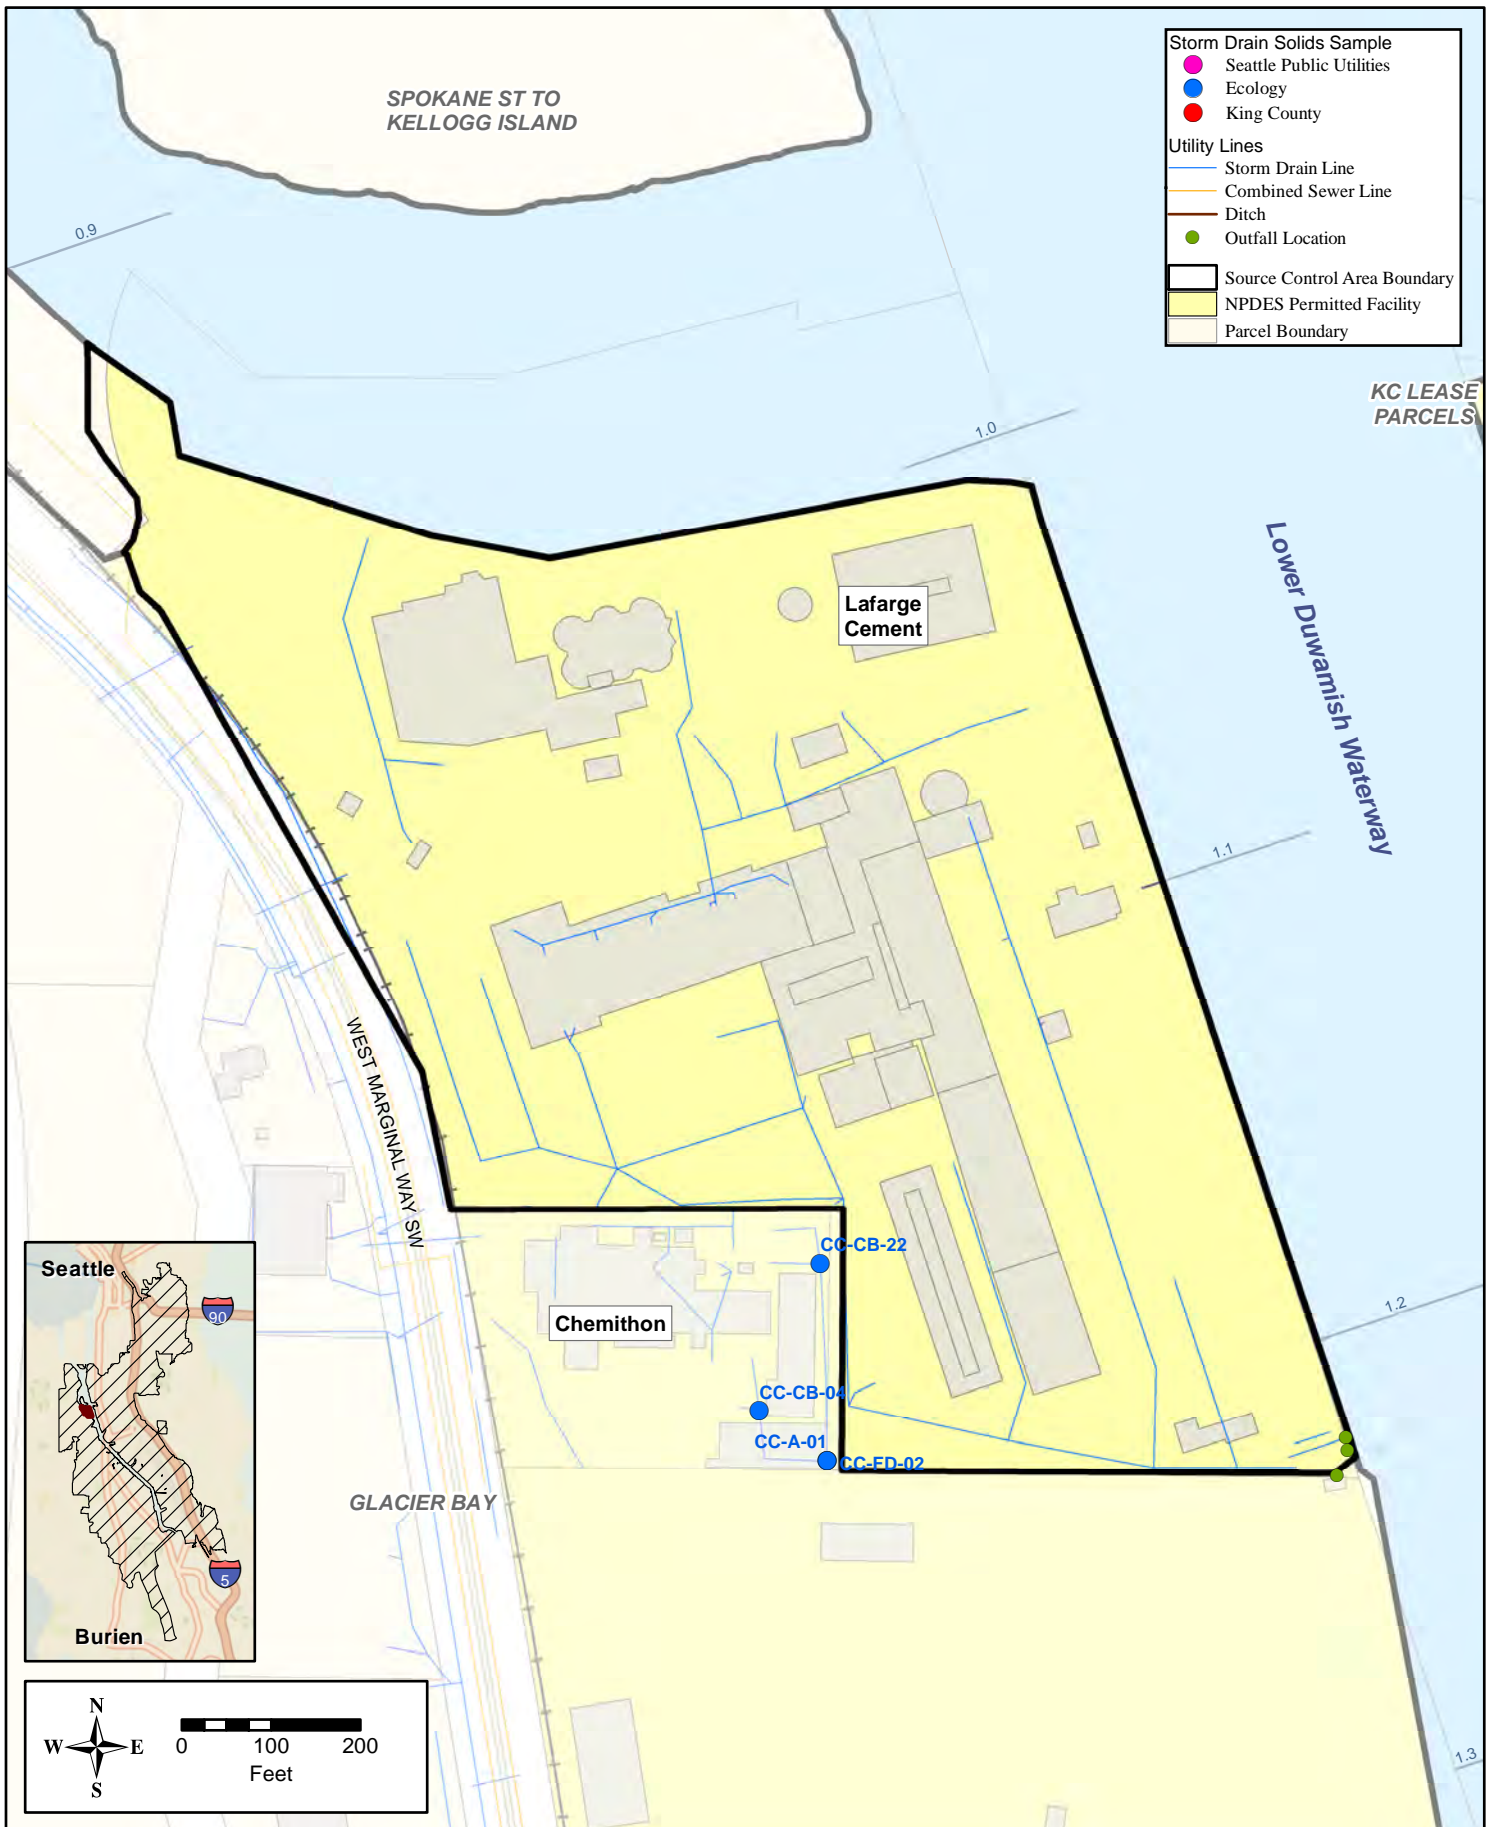 Storm Drain Solids Sample
Seattle Public Utilities
Ecology
King County
Utility Lines
Storm Drain Line
Combined Sewer Line
Ditch
Outfall Location
Source Control Area Boundary
NPDES Permitted Facility
Parcel Boundary
SPOKANE ST TO
KELLOGG ISLAND
0.9
KC LEASE
PARCELS
1.0
Lower Duwamish Waterway
Lafarge
Cement
1.1
WEST MARGINAL WAY SW
CC-CB-22
Chemithon
1.2
CC-CB-04
CC-A-01
CC-FD-02
GLACIER BAY
Seattle
90
5
Burien
N
W
E
S
0
100
200
Feet
1.3